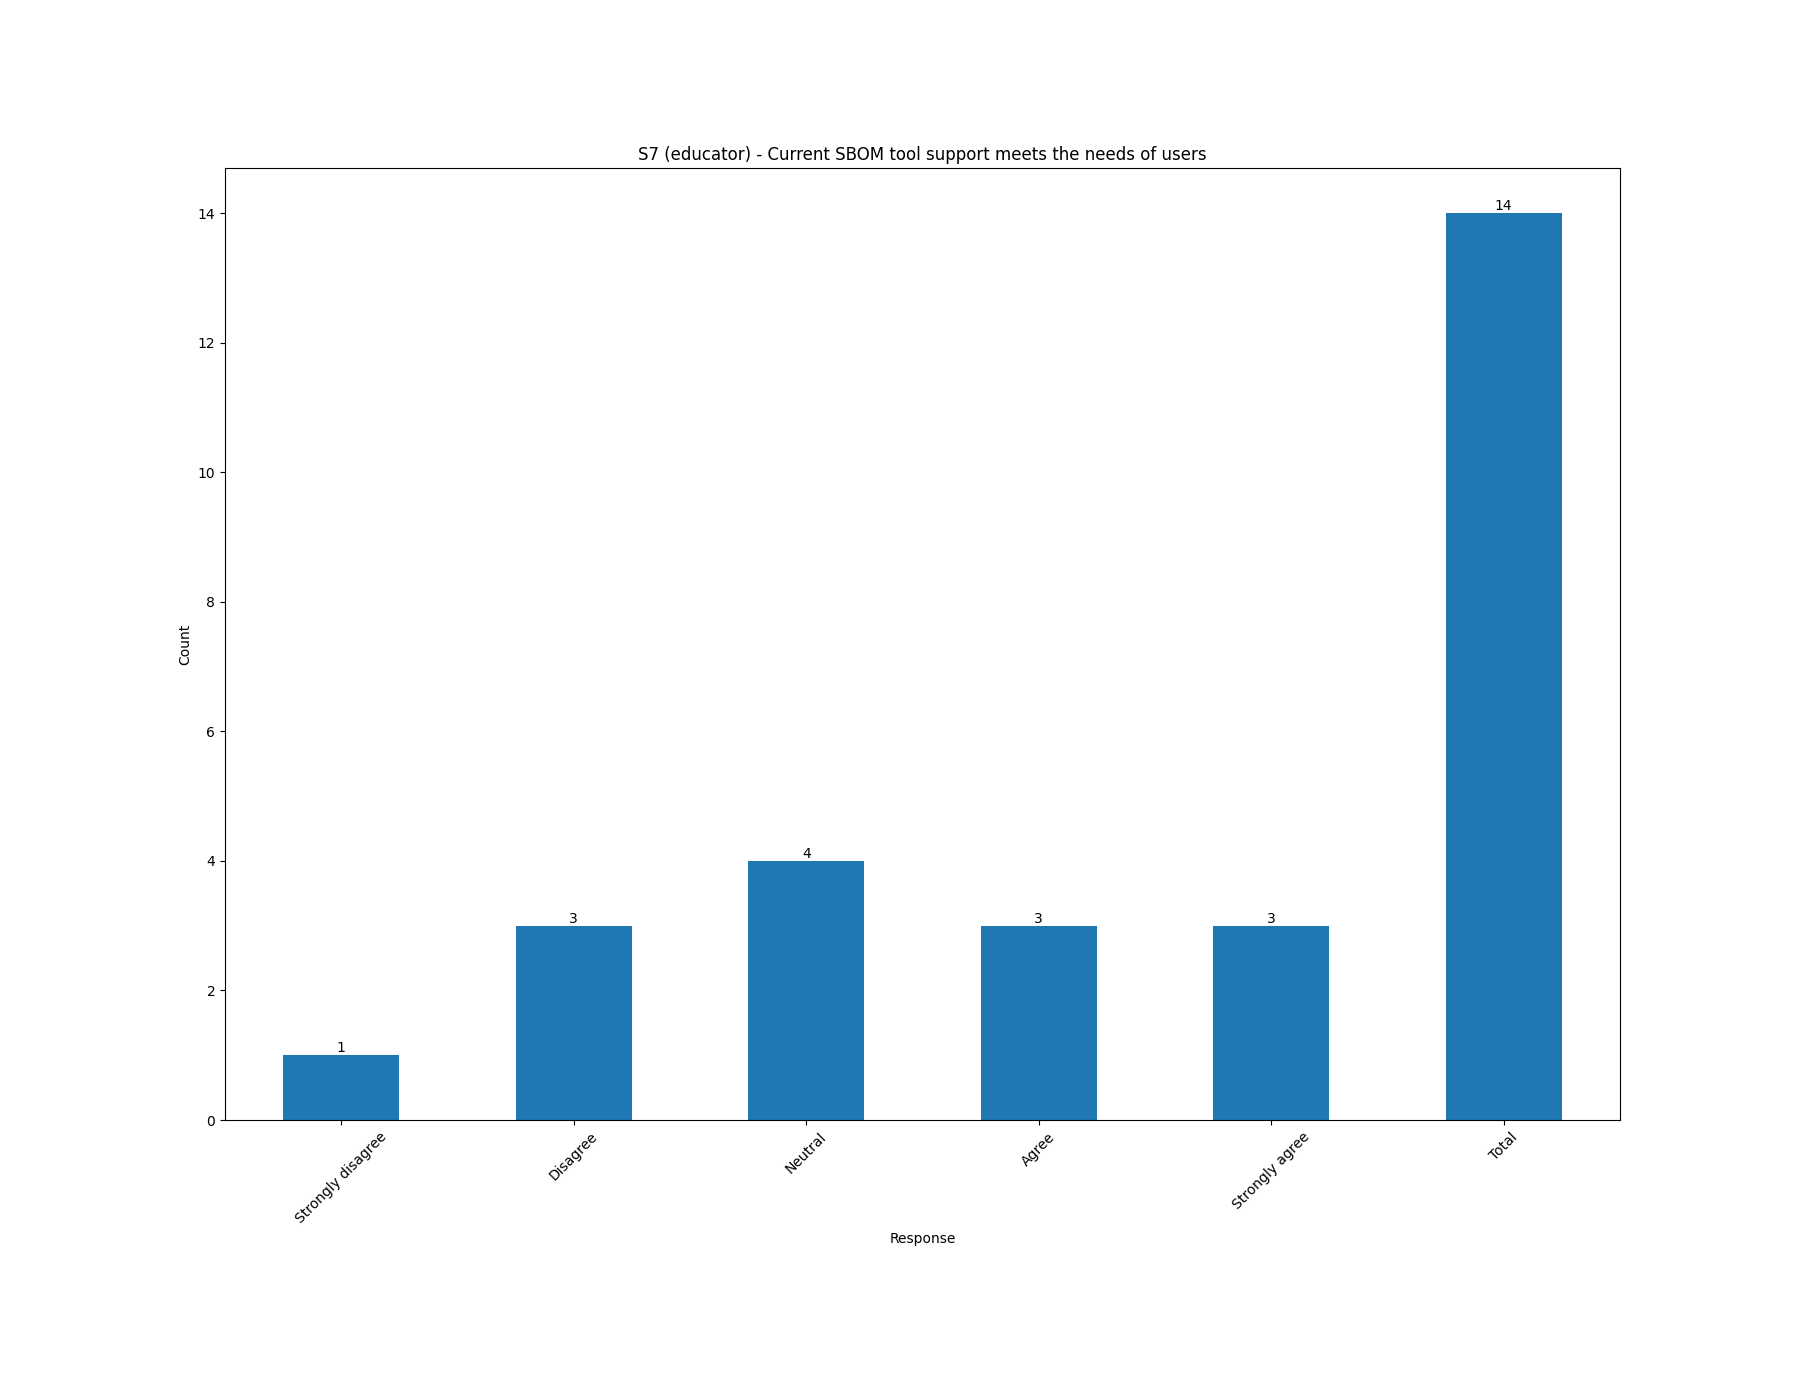 S7 (educator) - Current SBOM tool support meets the needs of users
14
12
10
8
6
4
2
0
Count
1
3
4
3
3
14
Strongly disagree
Disagree
Neutral
Agree
Strongly agree
Total
Response